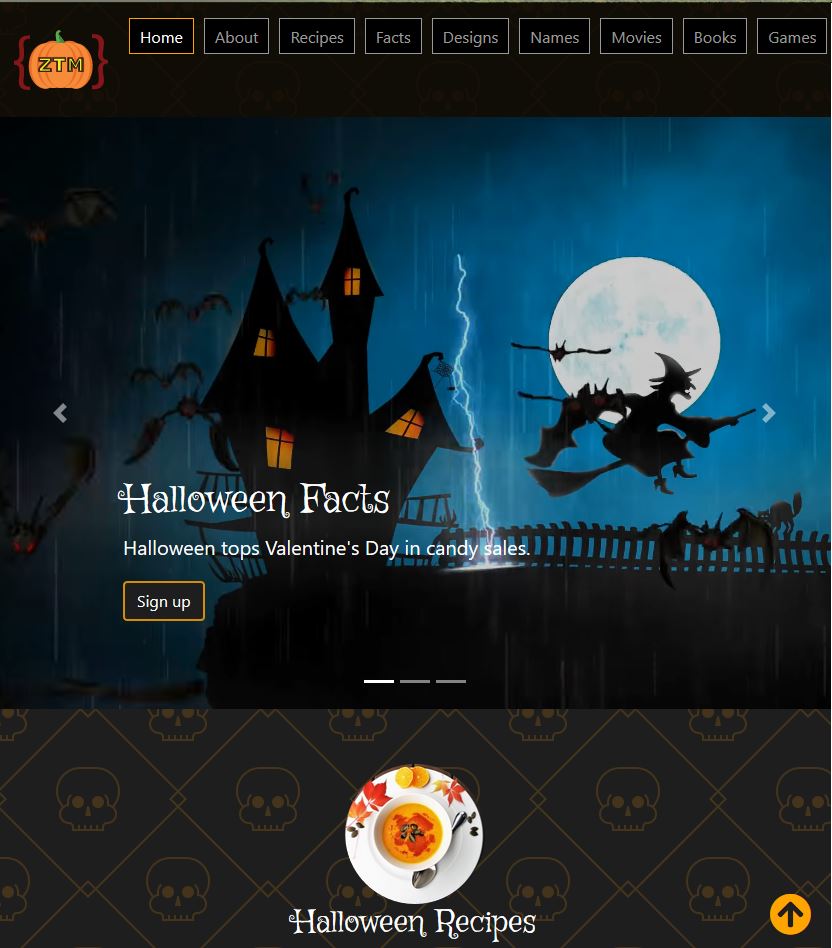 ZTM
Home About Recipes Facts Designs Names Movies Books Games
Halloween Facts
Halloween tops Valentine's Day in candy sales.
Sign up
Halloween Recipes